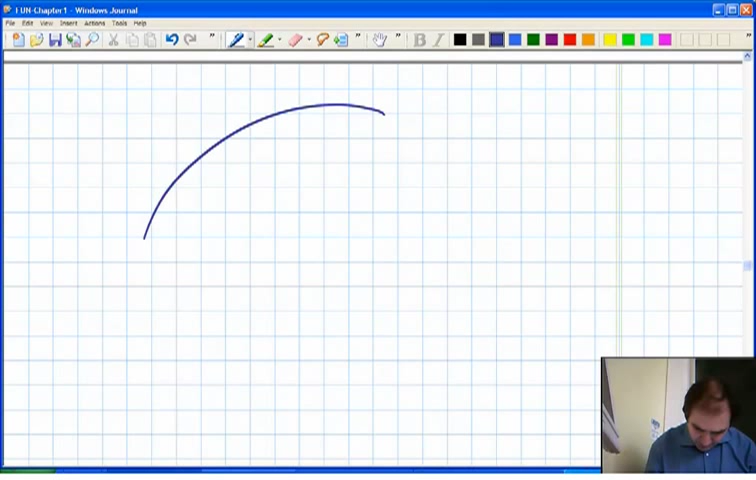 FUN-Chapter1 - Windows Journal
File Edit View Insert Actions Tools Help
B I